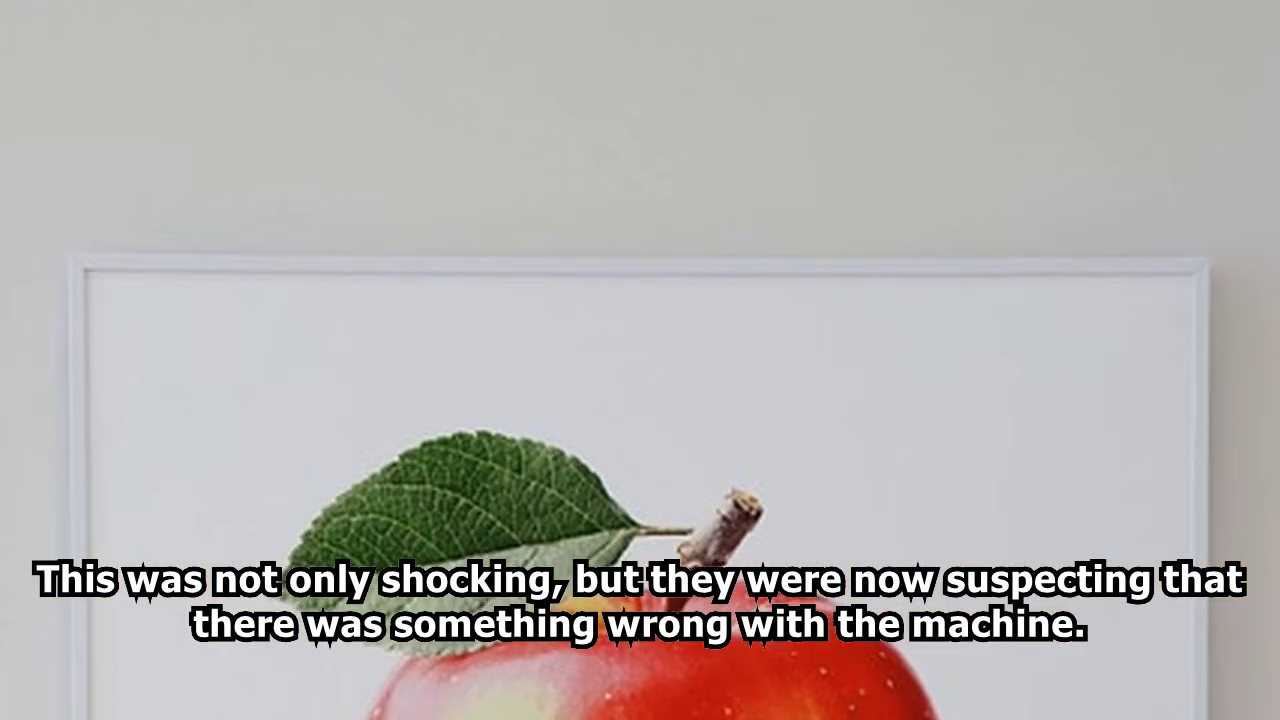 This was not only shocking, but they were now suspecting that
there was something wrong with the machine.